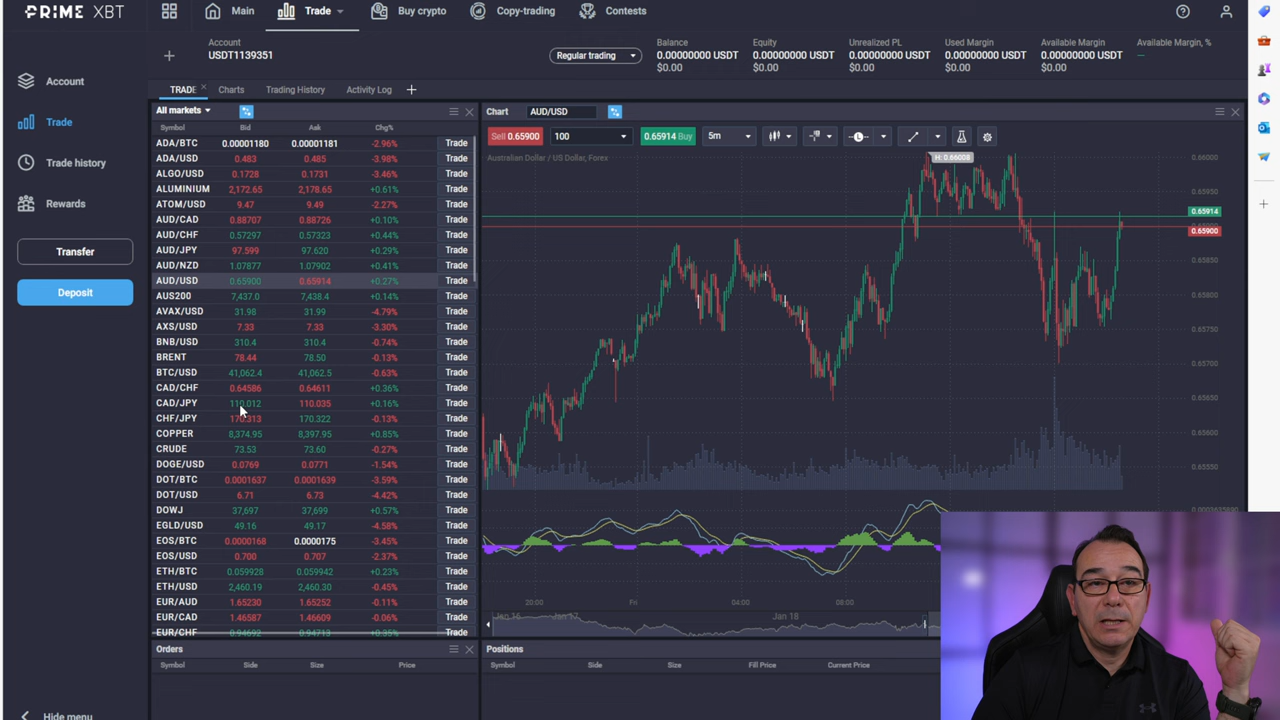 PRIME XBT
Main
Trade
Buy crypto
Copy-trading
Contests
Account
USDT1139351
Regular trading
Balance
0.00000000 USDT
$0.00
Equity
0.00000000 USDT
$0.00
Unrealized PL
0.00000000 USDT
$0.00
Used Margin
0.00000000 USDT
$0.00
Available Margin
0.00000000 USDT
$0.00
Available Margin, %
Account
Trade
Trade history
Rewards
Transfer
Deposit
Hide menu
TRADE Charts Trading History Activity Log
All markets
Symbol Bid Ask Chg%
ADA/BTC 0.00001180 0.00001181 -2.96% Trade
ADA/USD 0.483 0.485 -3.98% Trade
ALGO/USD 0.1728 0.1731 -3.46% Trade
ALUMINIUM 2,172.65 2,178.65 +0.61% Trade
ATOM/USD 9.47 9.49 -2.27% Trade
AUD/CAD 0.88707 0.88726 +0.10% Trade
AUD/CHF 0.57297 0.57323 +0.44% Trade
AUD/JPY 97.599 97.620 +0.29% Trade
AUD/NZD 1.07877 1.07902 +0.41% Trade
AUD/USD 0.65900 0.65914 +0.27% Trade
AUS200 7,437.0 7,438.4 +0.14% Trade
AVAX/USD 31.98 31.99 -4.79% Trade
AXS/USD 7.33 7.33 -3.30% Trade
BNB/USD 310.4 310.4 -0.74% Trade
BRENT 78.44 78.50 -0.13% Trade
BTC/USD 41,062.4 41,062.5 -0.63% Trade
CAD/CHF 0.64586 0.64611 +0.36% Trade
CAD/JPY 110.012 110.035 +0.16% Trade
CHF/JPY 170.313 170.322 -0.13% Trade
COPPER 8,374.95 8,397.95 +0.85% Trade
CRUDE 73.53 73.60 -0.27% Trade
DOGE/USD 0.0769 0.0771 -1.54% Trade
DOT/BTC 0.0001637 0.0001639 -3.59% Trade
DOT/USD 6.71 6.73 -4.42% Trade
DOWJ 37,697 37,699 +0.57% Trade
EGLD/USD 49.16 49.17 -4.58% Trade
EOS/BTC 0.0000168 0.0000175 -3.45% Trade
EOS/USD 0.700 0.707 -2.37% Trade
ETH/BTC 0.059928 0.059942 +0.23% Trade
ETH/USD 2,460.19 2,460.30 -0.45% Trade
EUR/AUD 1.65230 1.65252 -0.11% Trade
EUR/CAD 1.46587 1.46609 -0.06% Trade
EUR/CHF 0.94692 0.94713 +0.35% Trade
Chart AUD/USD
Sell 0.65900 100 0.65914 Buy 5m
Australian Dollar / US Dollar, Forex
H: 0.66008
0.66000
0.65950
0.65914
0.65900
0.65850
0.65800
0.65750
0.65700
0.65650
0.65600
0.65550
20:00 Fri 04:00 08:00
Jan 16 Jan 17 Jan 18
Orders
Symbol Side Size Price
Positions
Symbol Side Size Fill Price Current Price